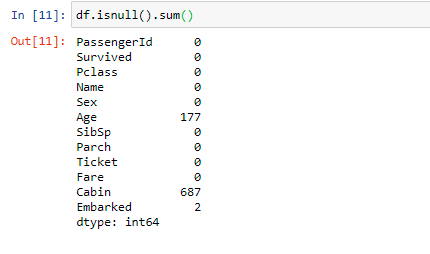 In [11]: df.isnull().sum()
Out[11]: PassengerId 0
Survived 0
Pclass 0
Name 0
Sex 0
Age 177
SibSp 0
Parch 0
Ticket 0
Fare 0
Cabin 687
Embarked 2
dtype: int64